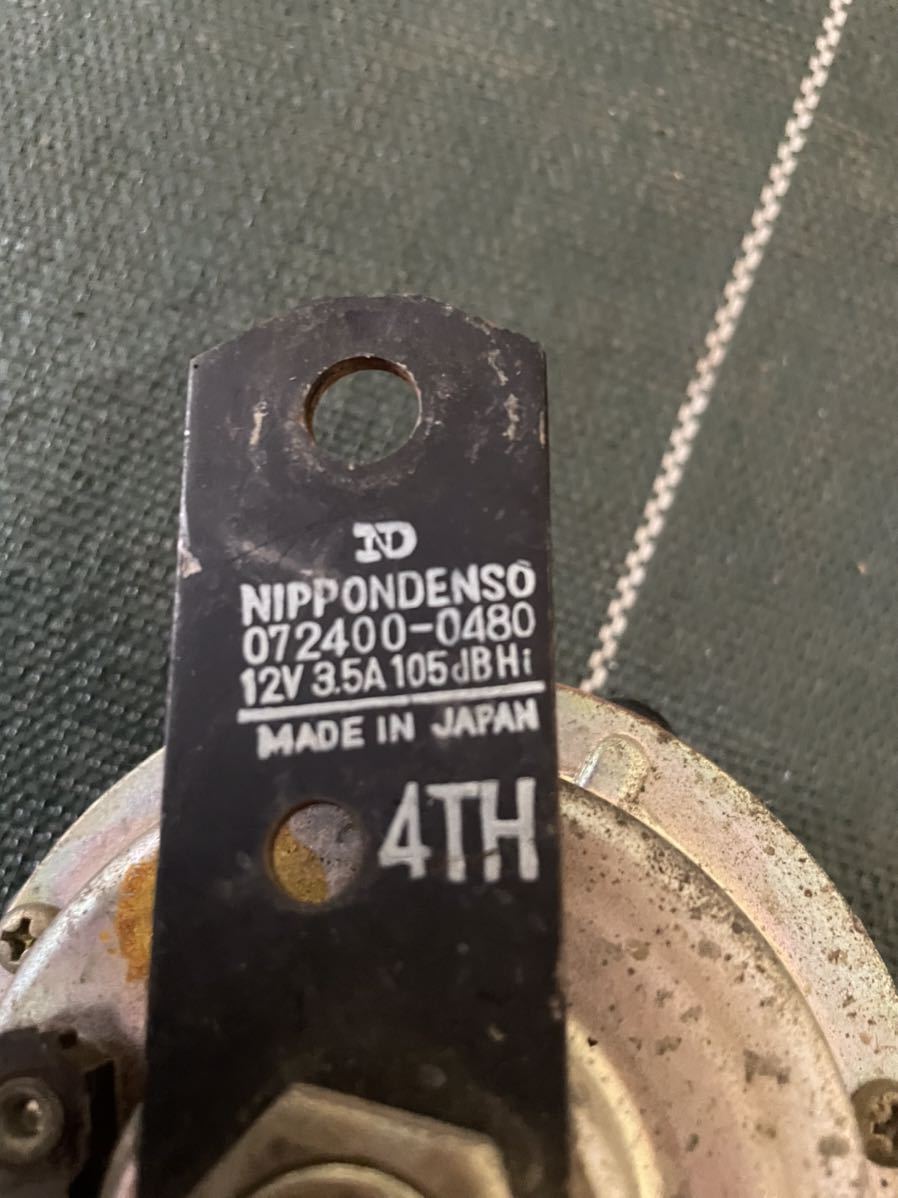 ND
NIPPONDENSO
072400-0480
12V 3.5A 105dB Hi
MADE IN JAPAN
4TH